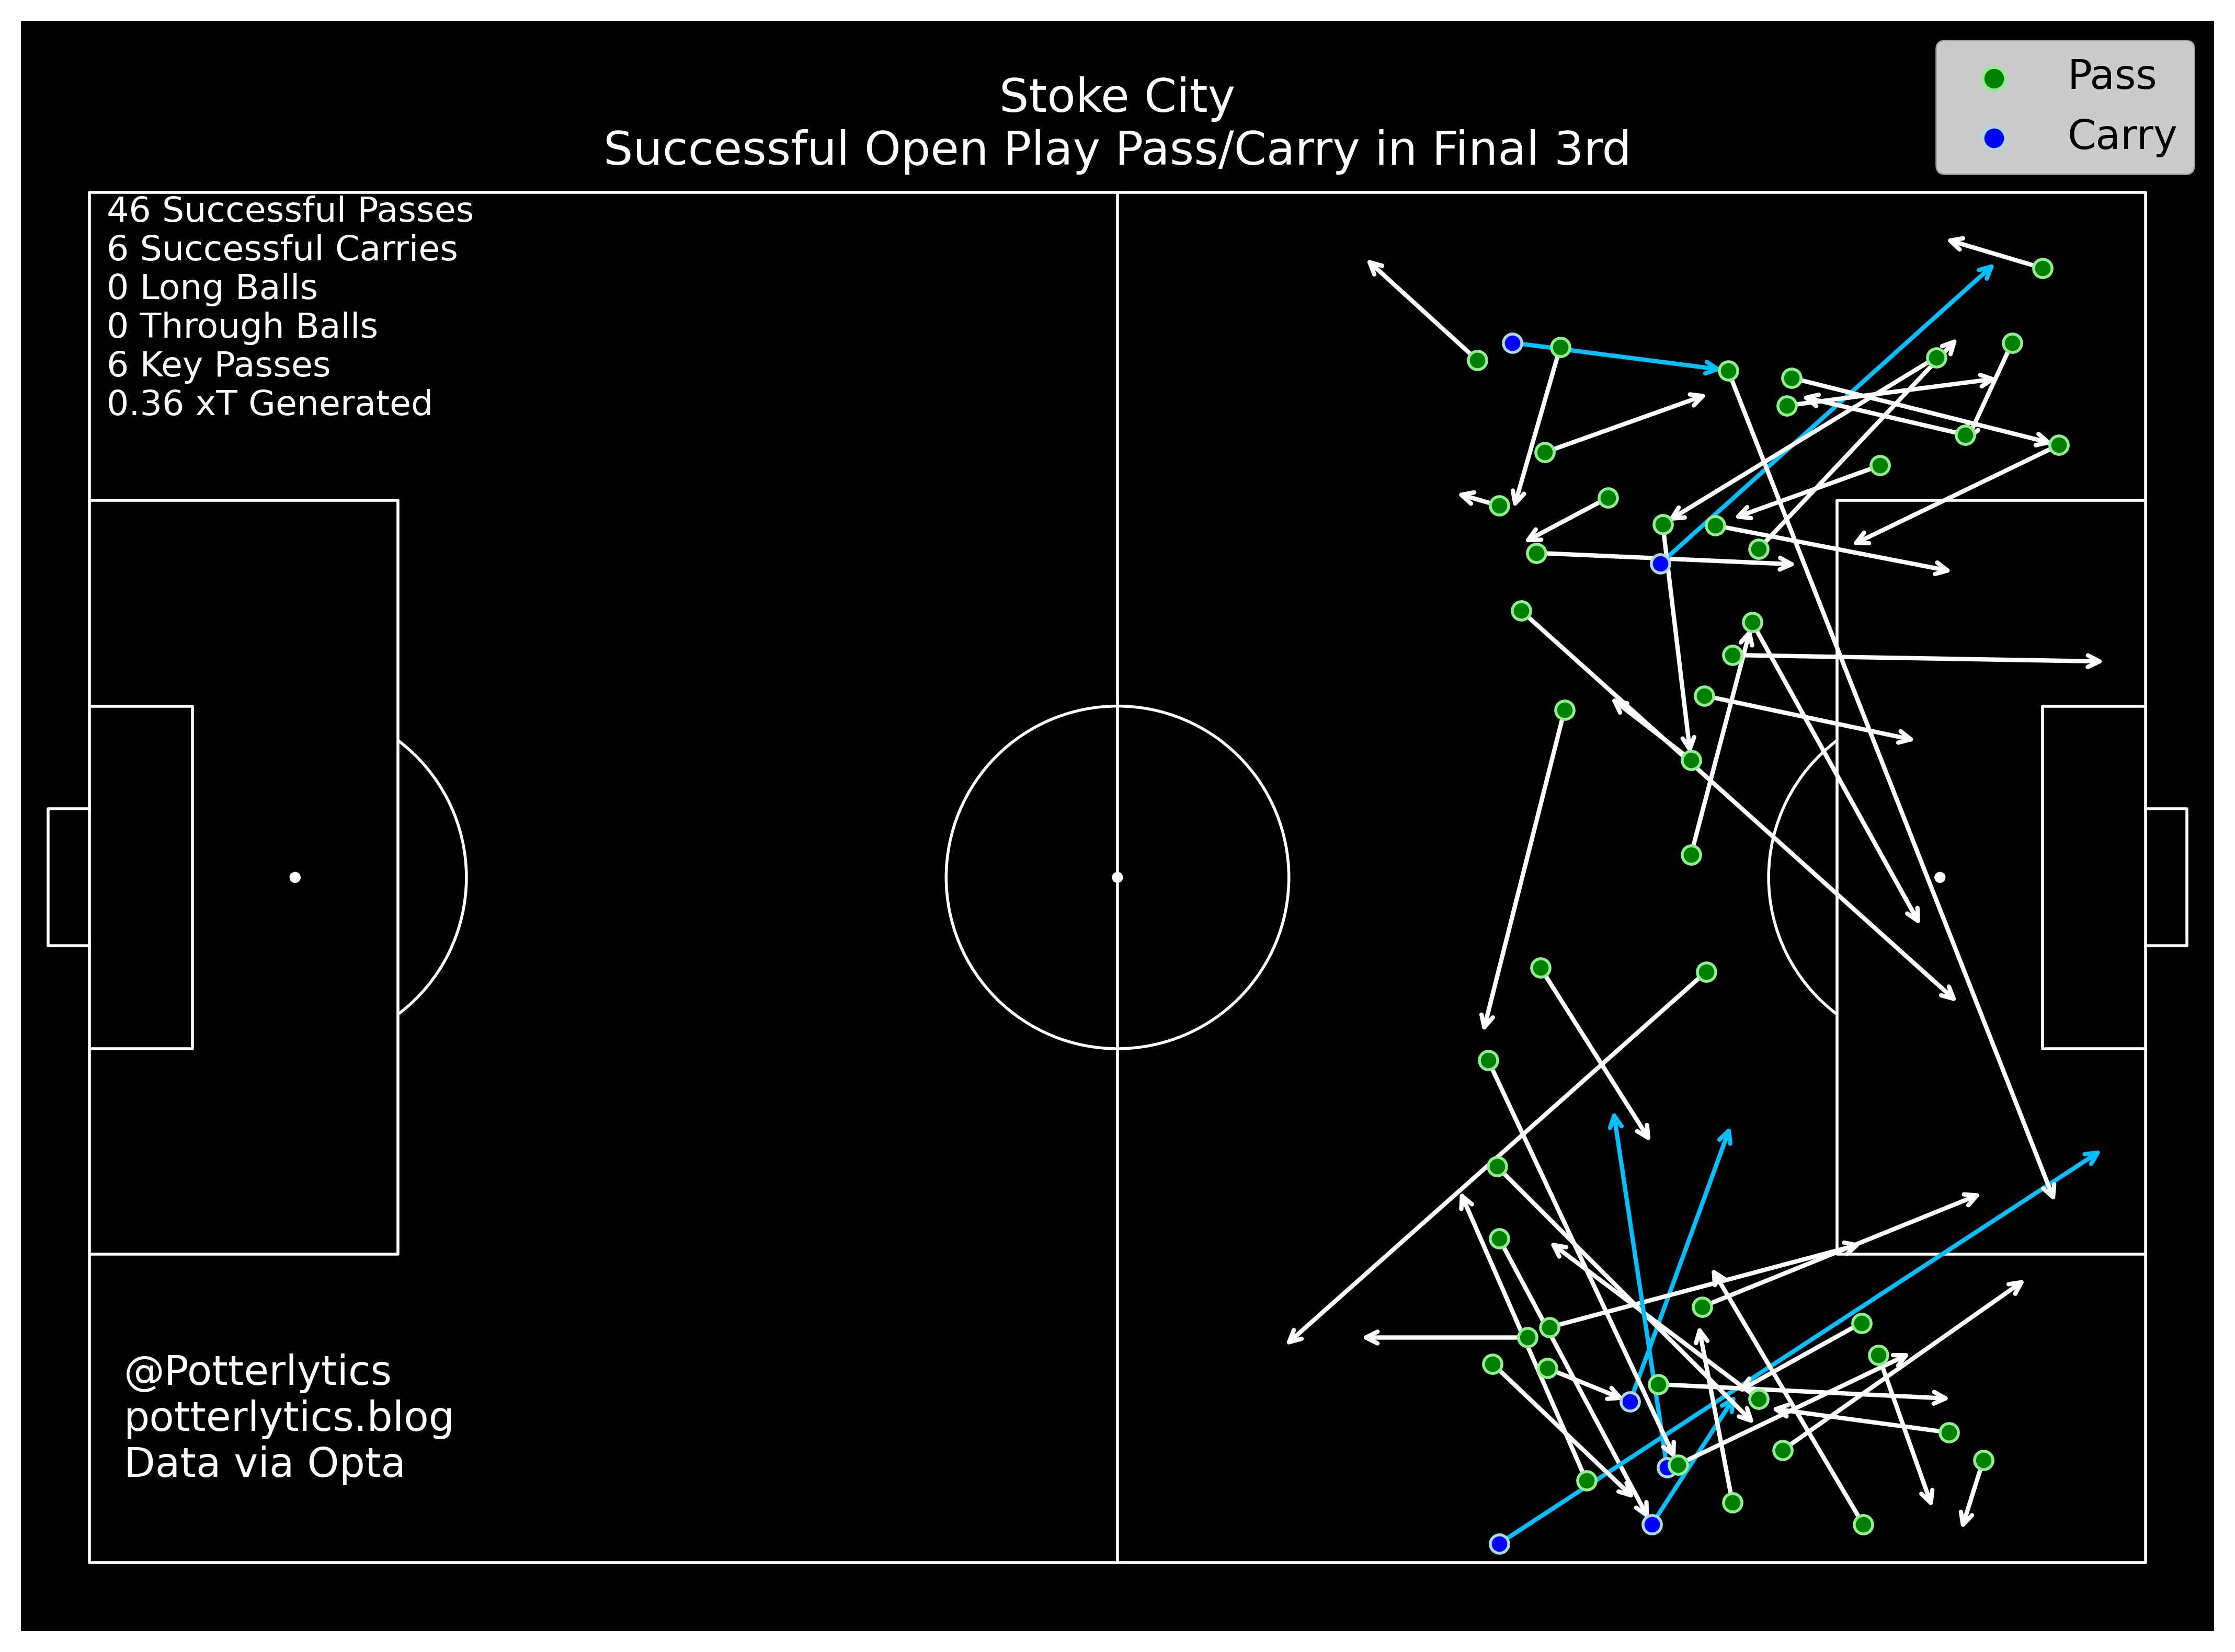 Stoke City
Successful Open Play Pass/Carry in Final 3rd
Pass
Carry
46 Successful Passes
6 Successful Carries
0 Long Balls
0 Through Balls
6 Key Passes
0.36 xT Generated
@Potterlytics
potterlytics.blog
Data via Opta